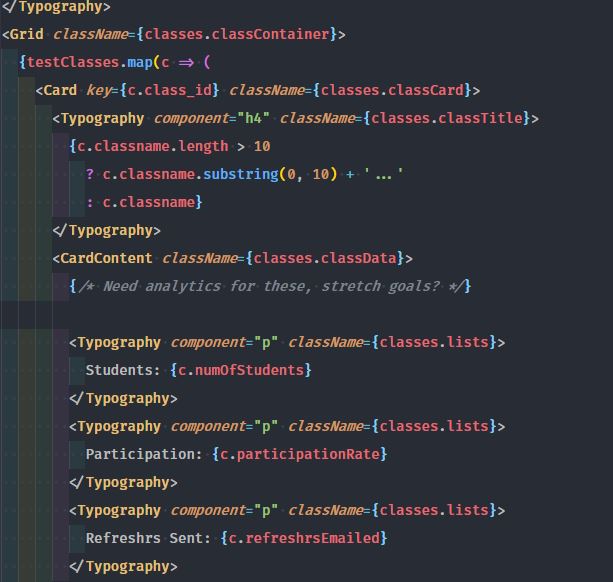 </Typography>
<Grid className={classes.classContainer}>
{testClasses.map(c => (
<Card key={c.class_id} className={classes.classCard}>
<Typography component="h4" className={classes.classTitle}>
{c.classname.length > 10
? c.classname.substring(0, 10) + '...'
: c.classname}
</Typography>
<CardContent className={classes.classData}>
{/* Need analytics for these, stretch goals? */}
<Typography component="p" className={classes.lists}>
Students: {c.numOfStudents}
</Typography>
<Typography component="p" className={classes.lists}>
Participation: {c.participationRate}
</Typography>
<Typography component="p" className={classes.lists}>
Refreshrs Sent: {c.refreshrsEmailed}
</Typography>